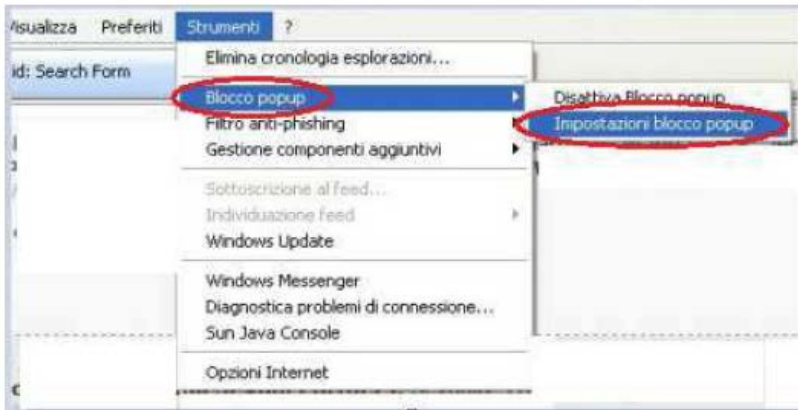 Visualizza Preferiti Strumenti ?
id: Search Form
Elimina cronologia esplorazioni...
Blocco popup
Disattiva Blocco popup
Filtro anti-phishing
Impostazioni blocco popup
Gestione componenti aggiuntivi
Sottoscrizione al feed...
Individuazione feed
Windows Update
Windows Messenger
Diagnostica problemi di connessione...
Sun Java Console
Opzioni Internet